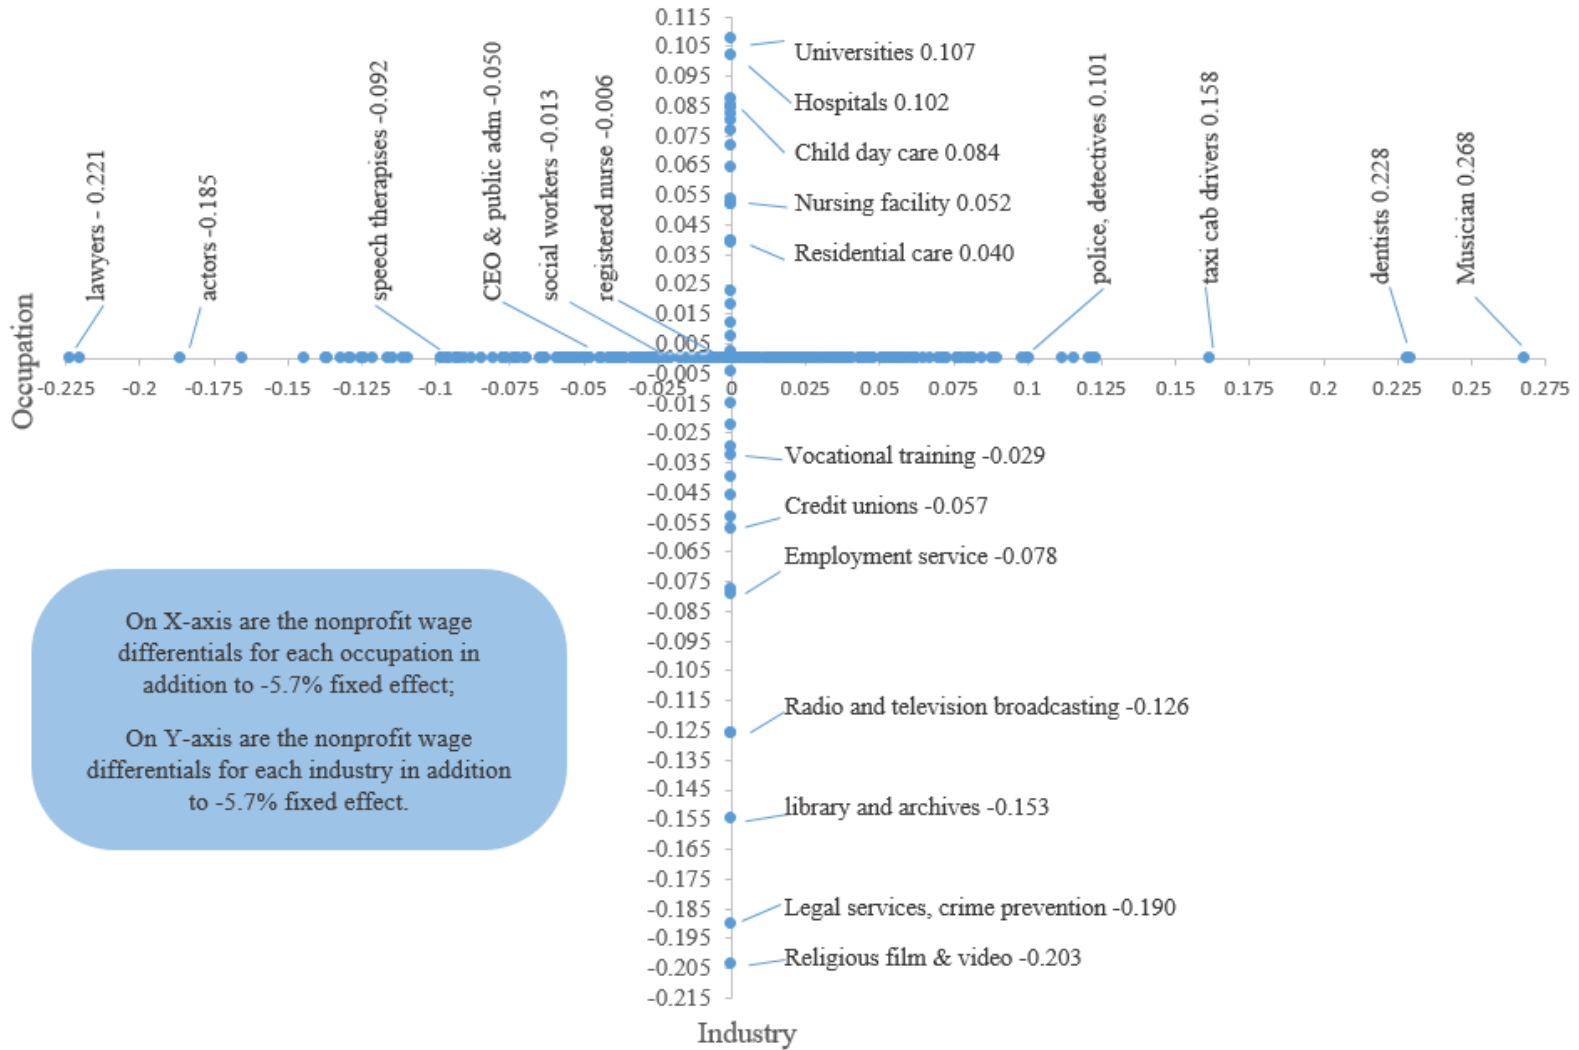 0.115
0.105
0.095
0.085
0.075
0.065
0.055
0.045
0.035
0.025
0.015
0.005
-0.005
-0.015
-0.025
-0.035
-0.045
-0.055
-0.065
-0.075
-0.085
-0.095
-0.105
-0.115
-0.125
-0.135
-0.145
-0.155
-0.165
-0.175
-0.185
-0.195
-0.205
-0.215
Industry
Occupation
-0.225 -0.2 -0.175 -0.15 -0.125 -0.1 -0.075 -0.05 -0.025 0 0.025 0.05 0.075 0.1 0.125 0.15 0.175 0.2 0.225 0.25 0.275
lawyers - 0.221
actors -0.185
speech therapises -0.092
CEO & public adm -0.050
social workers -0.013
registered nurse -0.006
police, detectives 0.101
taxi cab drivers 0.158
dentists 0.228
Musician 0.268
Universities 0.107
Hospitals 0.102
Child day care 0.084
Nursing facility 0.052
Residential care 0.040
Vocational training -0.029
Credit unions -0.057
Employment service -0.078
Radio and television broadcasting -0.126
library and archives -0.153
Legal services, crime prevention -0.190
Religious film & video -0.203
On X-axis are the nonprofit wage
differentials for each occupation in
addition to -5.7% fixed effect;
On Y-axis are the nonprofit wage
differentials for each industry in addition
to -5.7% fixed effect.